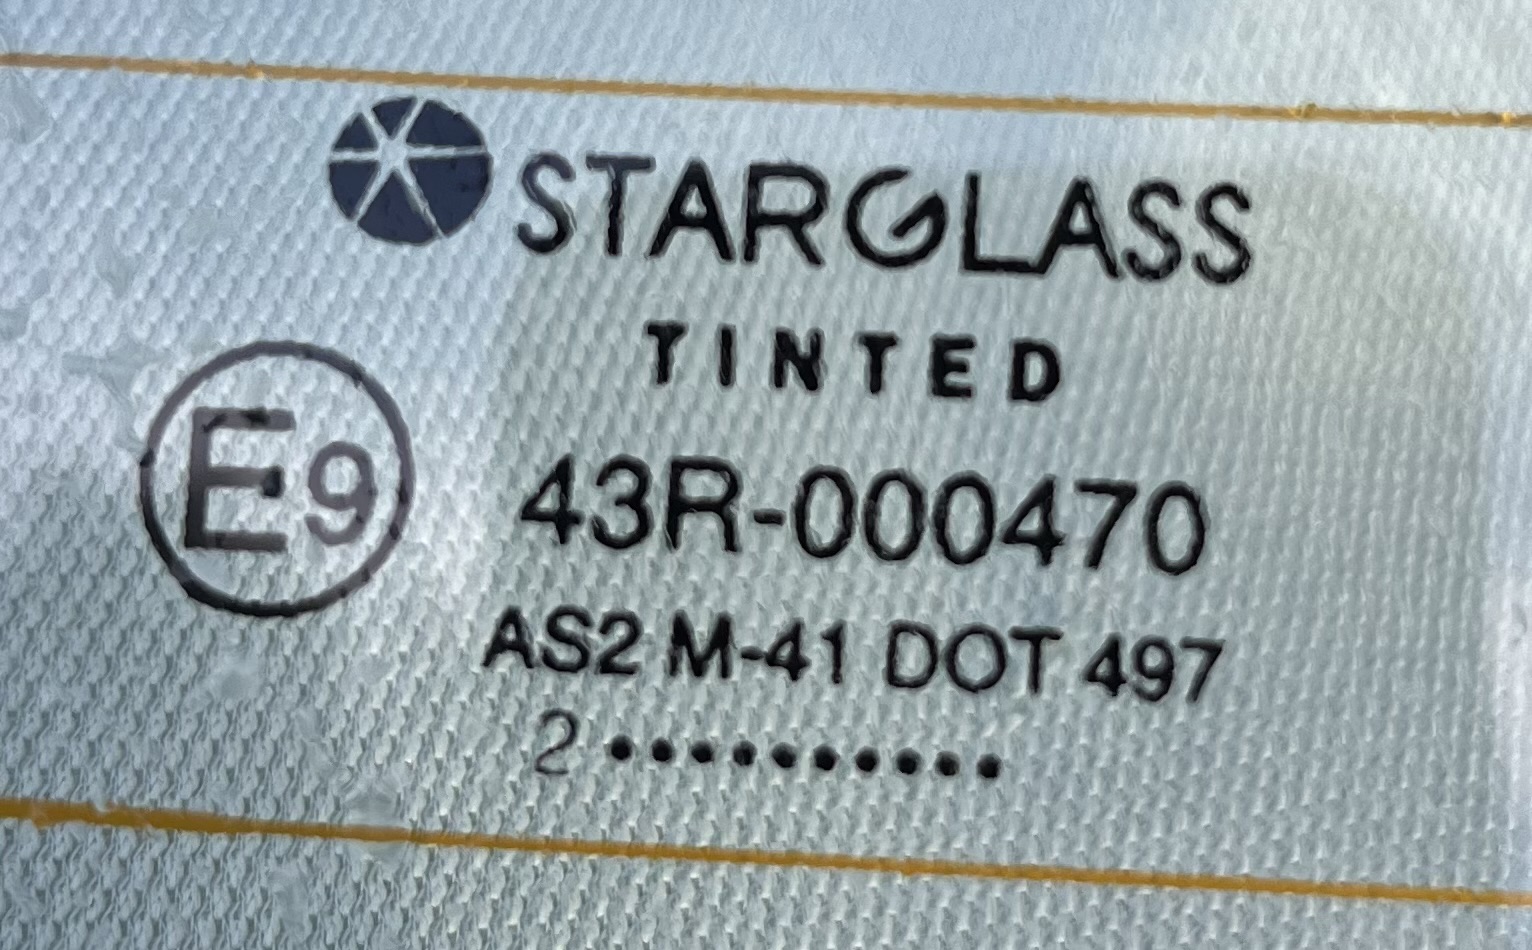 STARGLASS
TINTED
E9 43R-000470
AS2 M-41 DOT 497
2 ••••••••••